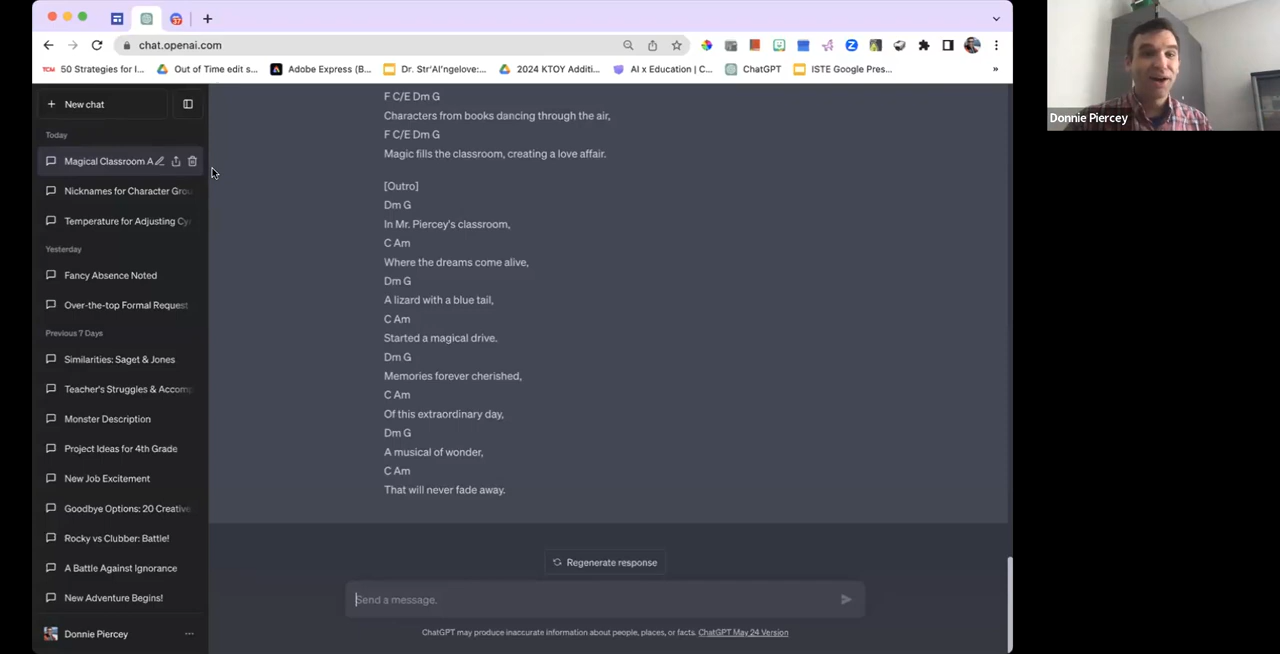 37
chat.openai.com
TCM 50 Strategies for I...
Out of Time edit s...
Adobe Express (B...
Dr. Str'AI'ngelove:...
2024 KTOY Additi...
AI x Education | C...
ChatGPT
ISTE Google Pres...
»
New chat
Today
Magical Classroom A
Nicknames for Character Grou
Temperature for Adjusting Cy
Yesterday
Fancy Absence Noted
Over-the-top Formal Request
Previous 7 Days
Similarities: Saget & Jones
Teacher's Struggles & Accom
Monster Description
Project Ideas for 4th Grade
New Job Excitement
Goodbye Options: 20 Creative
Rocky vs Clubber: Battle!
A Battle Against Ignorance
New Adventure Begins!
Donnie Piercey
F C/E Dm G
Characters from books dancing through the air,
F C/E Dm G
Magic fills the classroom, creating a love affair.
[Outro]
Dm G
In Mr. Piercey's classroom,
C Am
Where the dreams come alive,
Dm G
A lizard with a blue tail,
C Am
Started a magical drive.
Dm G
Memories forever cherished,
C Am
Of this extraordinary day,
Dm G
A musical of wonder,
C Am
That will never fade away.
Regenerate response
Send a message.
ChatGPT may produce inaccurate information about people, places, or facts. ChatGPT May 24 Version
Donnie Piercey